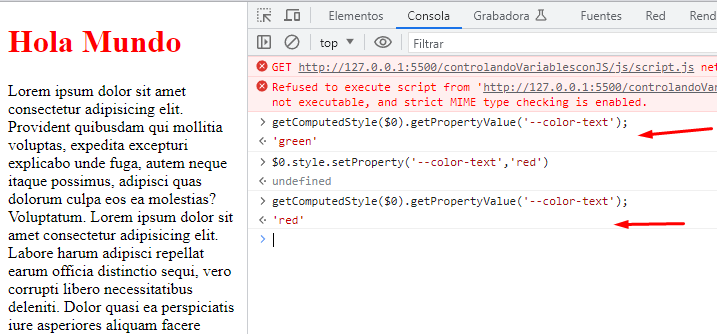 Hola Mundo
Lorem ipsum dolor sit amet
consectetur adipisicing elit.
Provident quibusdam qui mollitia
voluptas, expedita excepturi
explicabo unde fuga, autem neque
itaque possimus, adipisci quas
dolorum culpa eos ea molestias?
Voluptatum. Lorem ipsum dolor sit
amet consectetur adipisicing elit.
Labore harum adipisci repellat
earum officia distinctio sequi, vero
corrupti libero necessitatibus
deleniti. Dolor quasi ea perspiciatis
iure asperiores aliquam facere
Elementos Consola Grabadora Fuentes Red Rendi
top Filtrar
GET http://127.0.0.1:5500/controlandoVariablesconJS/js/script.js net
Refused to execute script from 'http://127.0.0.1:5500/controlandoVa
not executable, and strict MIME type checking is enabled.
> getComputedStyle($0).getPropertyValue('--color-text');
'green'
> $0.style.setProperty('--color-text','red')
undefined
> getComputedStyle($0).getPropertyValue('--color-text');
'red'
>